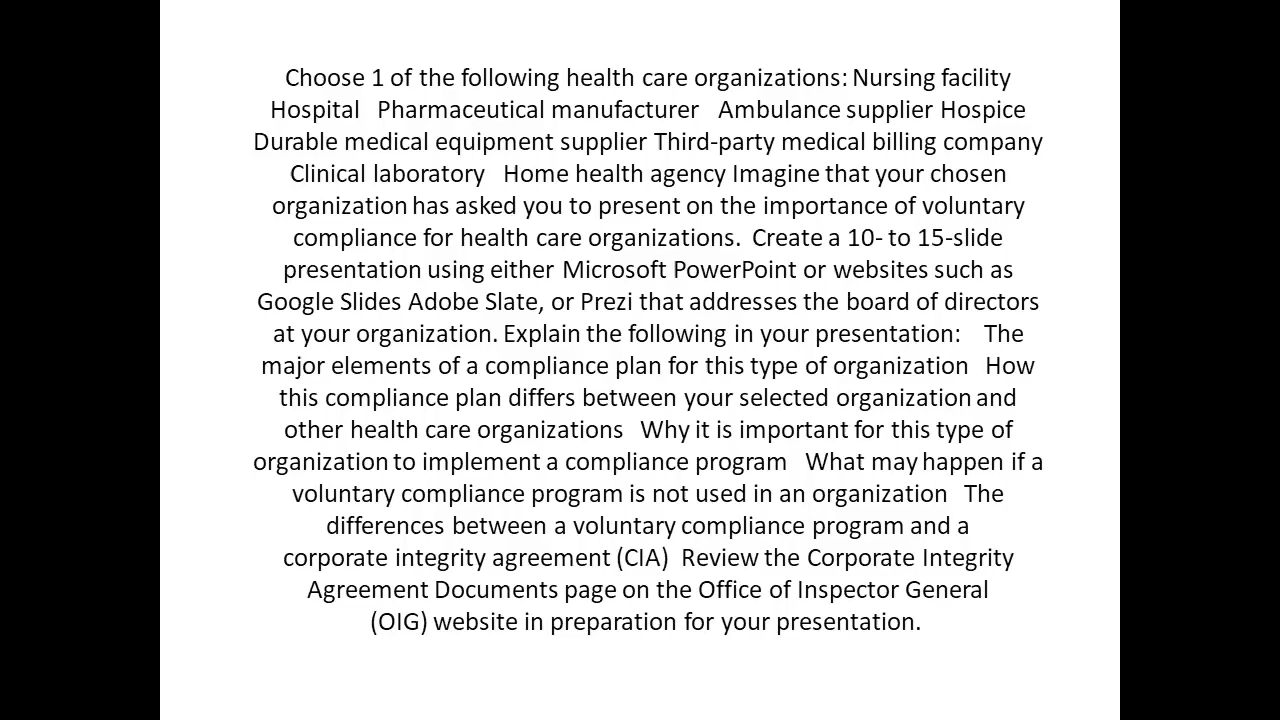 Choose 1 of the following health care organizations: Nursing facility
Hospital   Pharmaceutical manufacturer   Ambulance supplier Hospice
Durable medical equipment supplier Third-party medical billing company
Clinical laboratory   Home health agency Imagine that your chosen
organization has asked you to present on the importance of voluntary
compliance for health care organizations.  Create a 10- to 15-slide
presentation using either Microsoft PowerPoint or websites such as
Google Slides Adobe Slate, or Prezi that addresses the board of directors
at your organization. Explain the following in your presentation:    The
major elements of a compliance plan for this type of organization   How
this compliance plan differs between your selected organization and
other health care organizations   Why it is important for this type of
organization to implement a compliance program   What may happen if a
voluntary compliance program is not used in an organization   The
differences between a voluntary compliance program and a
corporate integrity agreement (CIA)  Review the Corporate Integrity
Agreement Documents page on the Office of Inspector General
(OIG) website in preparation for your presentation.